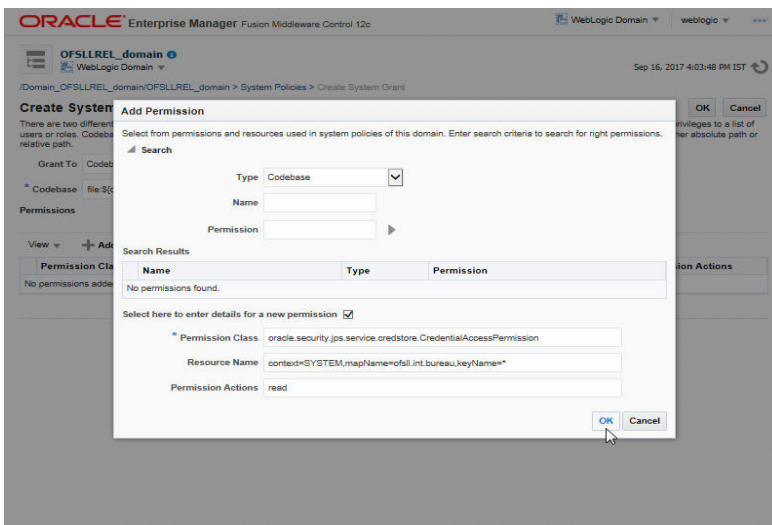 ORACLE® Enterprise Manager Fusion Middleware Control 12c
WebLogic Domain
weblogic
OFSLLREL_domain
WebLogic Domain
Sep 16, 2017 4:03:48 PM IST
/Domain_OFSLLREL_domain/OFSLLREL_domain > System Policies > Create System Grant
Create System
OK Cancel
There are two different
privileges to a list of
users or roles. Codeba
her absolute path or
relative path.
Grant To Codeb
* Codebase file:${
Permissions
View Add
Permission Cla
ion Actions
No permissions adde
Add Permission
Select from permissions and resources used in system policies of this domain. Enter search criteria to search for right permissions.
Search
Type Codebase
Name
Permission
Search Results
Name Type Permission
No permissions found.
Select here to enter details for a new permission
* Permission Class oracle.security.jps.service.credstore.CredentialAccessPermission
Resource Name context=SYSTEM,mapName=ofsll.int.bureau,keyName=*
Permission Actions read
OK Cancel